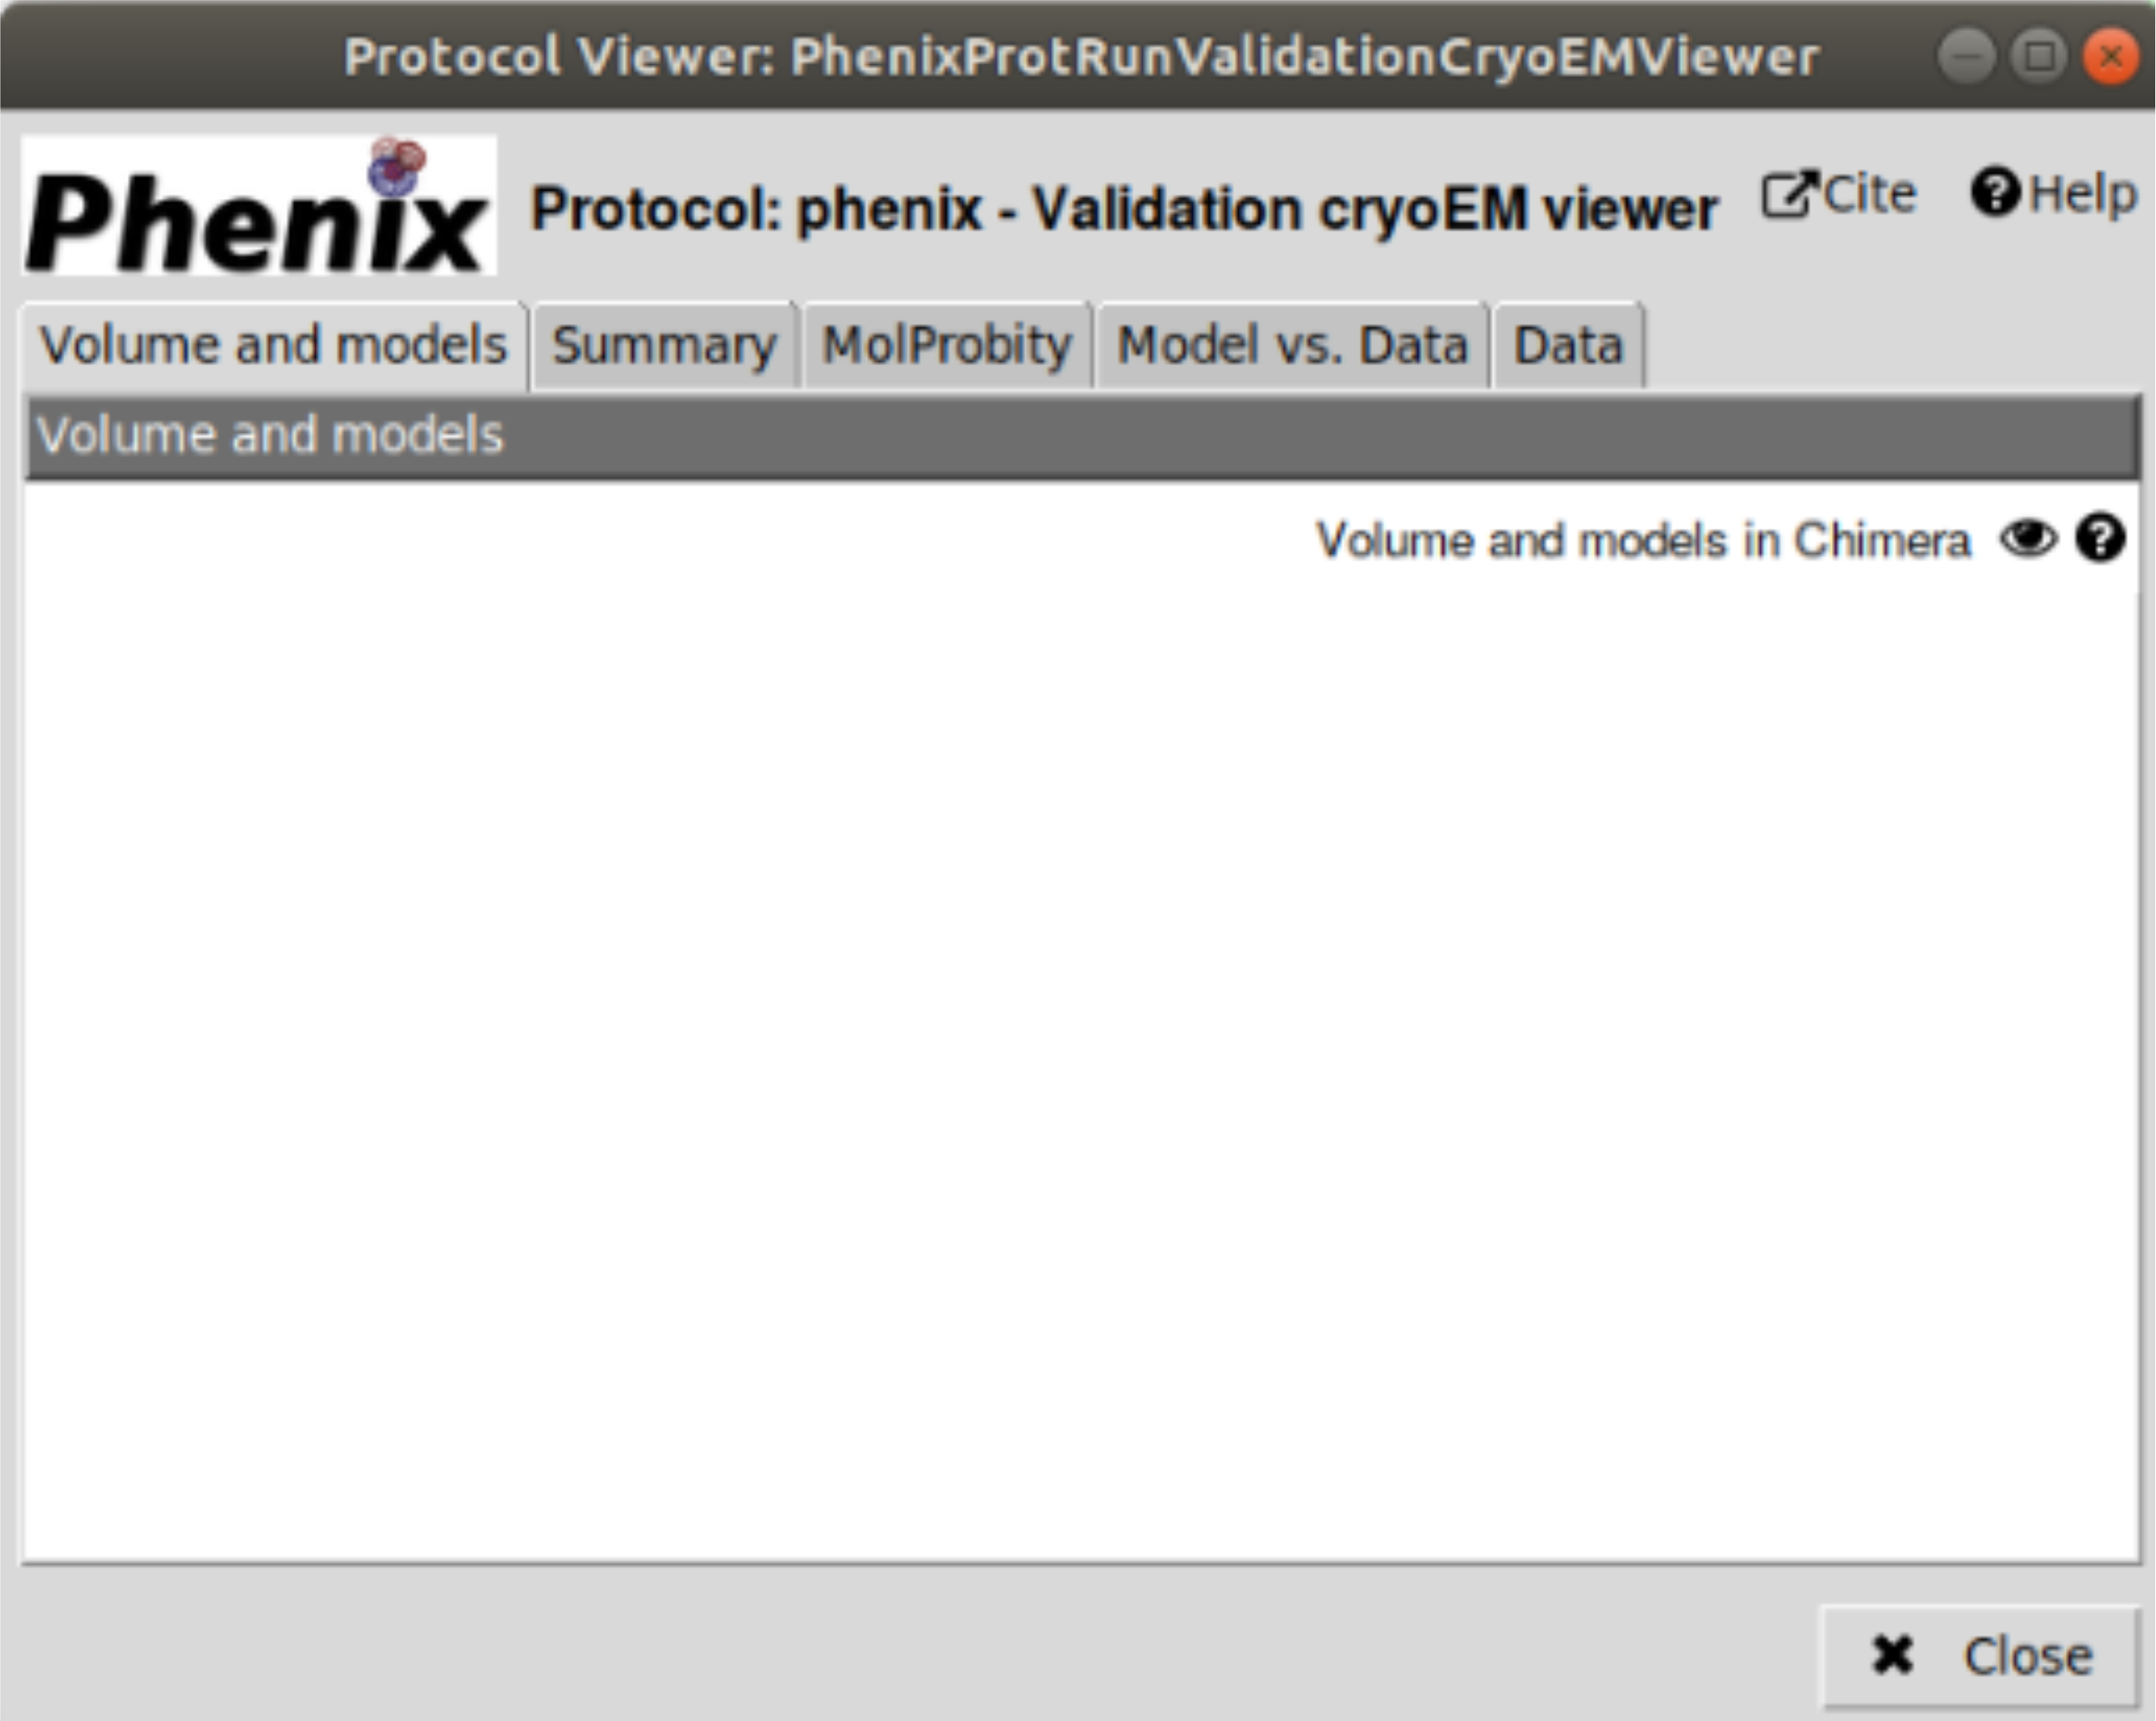 Protocol Viewer: PhenixProtRunValidationCryoEMViewer
Phenix
Protocol: phenix - Validation cryoEM viewer
Cite
Help
Volume and models
Summary
MolProbity
Model vs. Data
Data
Volume and models
Volume and models in Chimera
Close